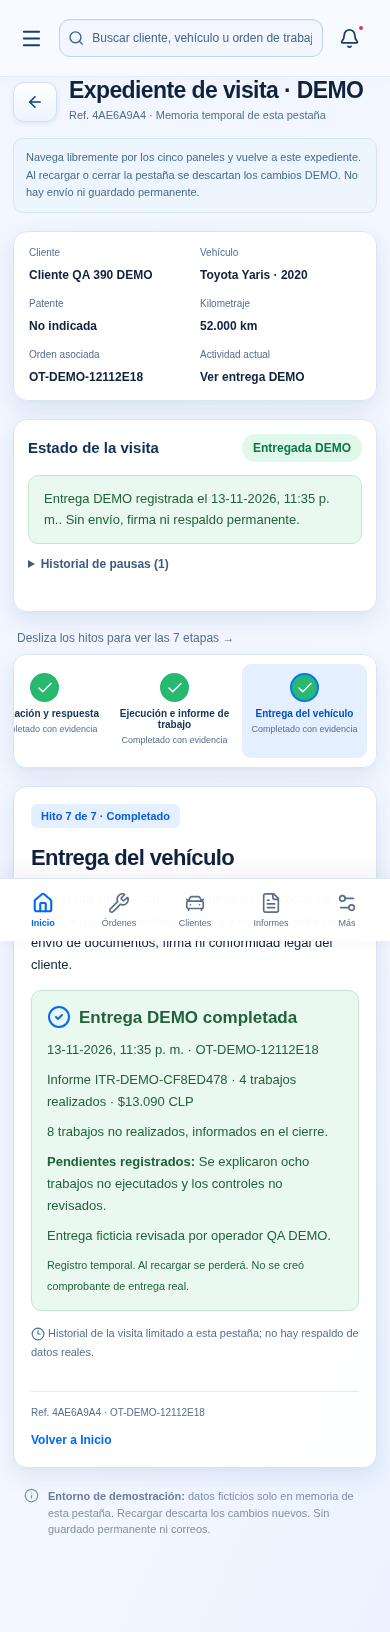 Buscar cliente, vehículo u orden de trabaj
Expediente de visita · DEMO
Ref. 4AE6A9A4 · Memoria temporal de esta pestaña
Navega libremente por los cinco paneles y vuelve a este expediente.
Al recargar o cerrar la pestaña se descartan los cambios DEMO. No
hay envío ni guardado permanente.
Cliente
Cliente QA 390 DEMO
Vehículo
Toyota Yaris · 2020
Patente
No indicada
Kilometraje
52.000 km
Orden asociada
OT-DEMO-12112E18
Actividad actual
Ver entrega DEMO
Estado de la visita
Entregada DEMO
Entrega DEMO registrada el 13-11-2026, 11:35 p.
m.. Sin envío, firma ni respaldo permanente.
Historial de pausas (1)
Desliza los hitos para ver las 7 etapas →
ación y respuesta
letado con evidencia
Ejecución e informe de
trabajo
Completado con evidencia
Entrega del vehículo
Completado con evidencia
Hito 7 de 7 · Completado
Entrega del vehículo
Inicio
Órdenes
Clientes
Informes
Más
envío de documentos, firma ni conformidad legal del
cliente.
Entrega DEMO completada
13-11-2026, 11:35 p. m. · OT-DEMO-12112E18
Informe ITR-DEMO-CF8ED478 · 4 trabajos
realizados · $13.090 CLP
8 trabajos no realizados, informados en el cierre.
Pendientes registrados: Se explicaron ocho
trabajos no ejecutados y los controles no
revisados.
Entrega ficticia revisada por operador QA DEMO.
Registro temporal. Al recargar se perderá. No se creó
comprobante de entrega real.
Historial de la visita limitado a esta pestaña; no hay respaldo de
datos reales.
Ref. 4AE6A9A4 · OT-DEMO-12112E18
Volver a Inicio
Entorno de demostración: datos ficticios solo en memoria de
esta pestaña. Recargar descarta los cambios nuevos. Sin
guardado permanente ni correos.